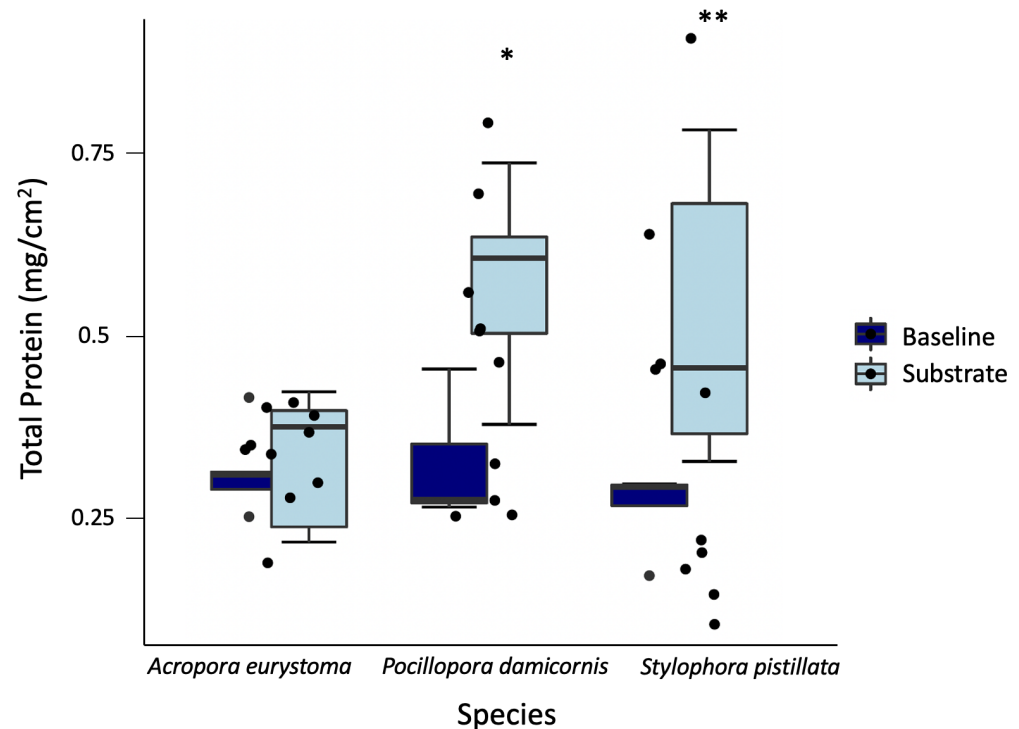 **
*
0.75
0.5
0.25
Total Protein (mg/cm²)
Baseline
Substrate
Acropora eurystoma
Pocillopora damicornis
Stylophora pistillata
Species